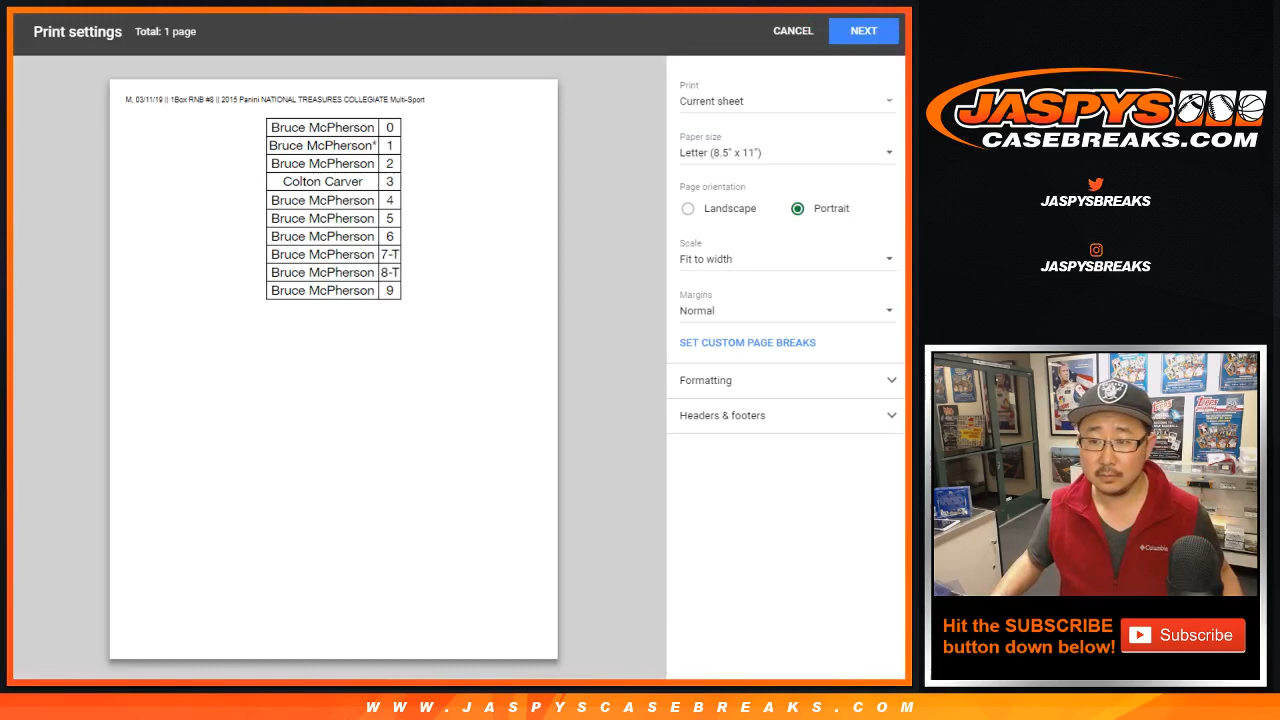 Print settings Total: 1 page
CANCEL NEXT
M, 03/11/19 || 1Box RNB #8 || 2015 Panini NATIONAL TREASURES COLLEGIATE Multi-Sport
Bruce McPherson 0
Bruce McPherson* 1
Bruce McPherson 2
Colton Carver 3
Bruce McPherson 4
Bruce McPherson 5
Bruce McPherson 6
Bruce McPherson 7-T
Bruce McPherson 8-T
Bruce McPherson 9
Print
Current sheet
Paper size
Letter (8.5" x 11")
Page orientation
Landscape Portrait
Scale
Fit to width
Margins
Normal
SET CUSTOM PAGE BREAKS
Formatting
Headers & footers
JASPYS
CASEBREAKS.COM
JASPYSBREAKS
JASPYSBREAKS
Columbia
Hit the SUBSCRIBE
button down below!
Subscribe
WWW.JASPYSCASEBREAKS.COM